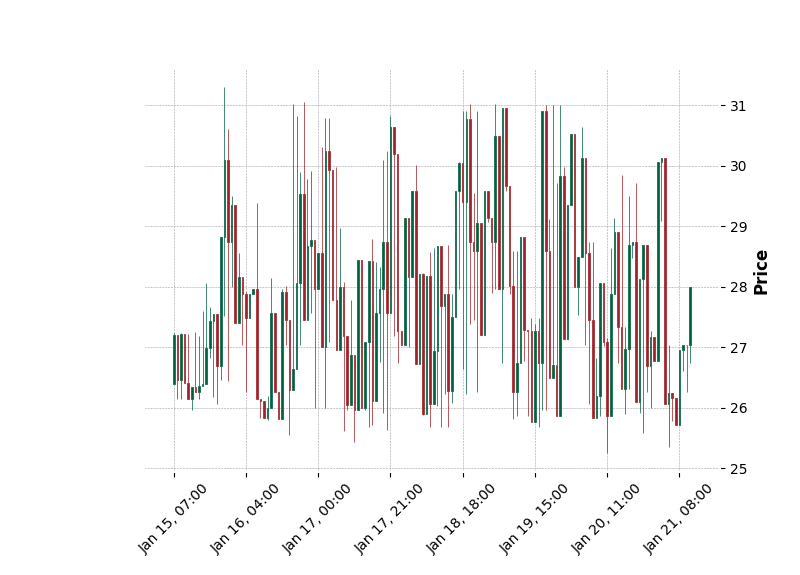 31
30
29
28
27
26
25
Price
Jan 15, 07:00
Jan 16, 04:00
Jan 17, 00:00
Jan 17, 21:00
Jan 18, 18:00
Jan 19, 15:00
Jan 20, 11:00
Jan 21, 08:00